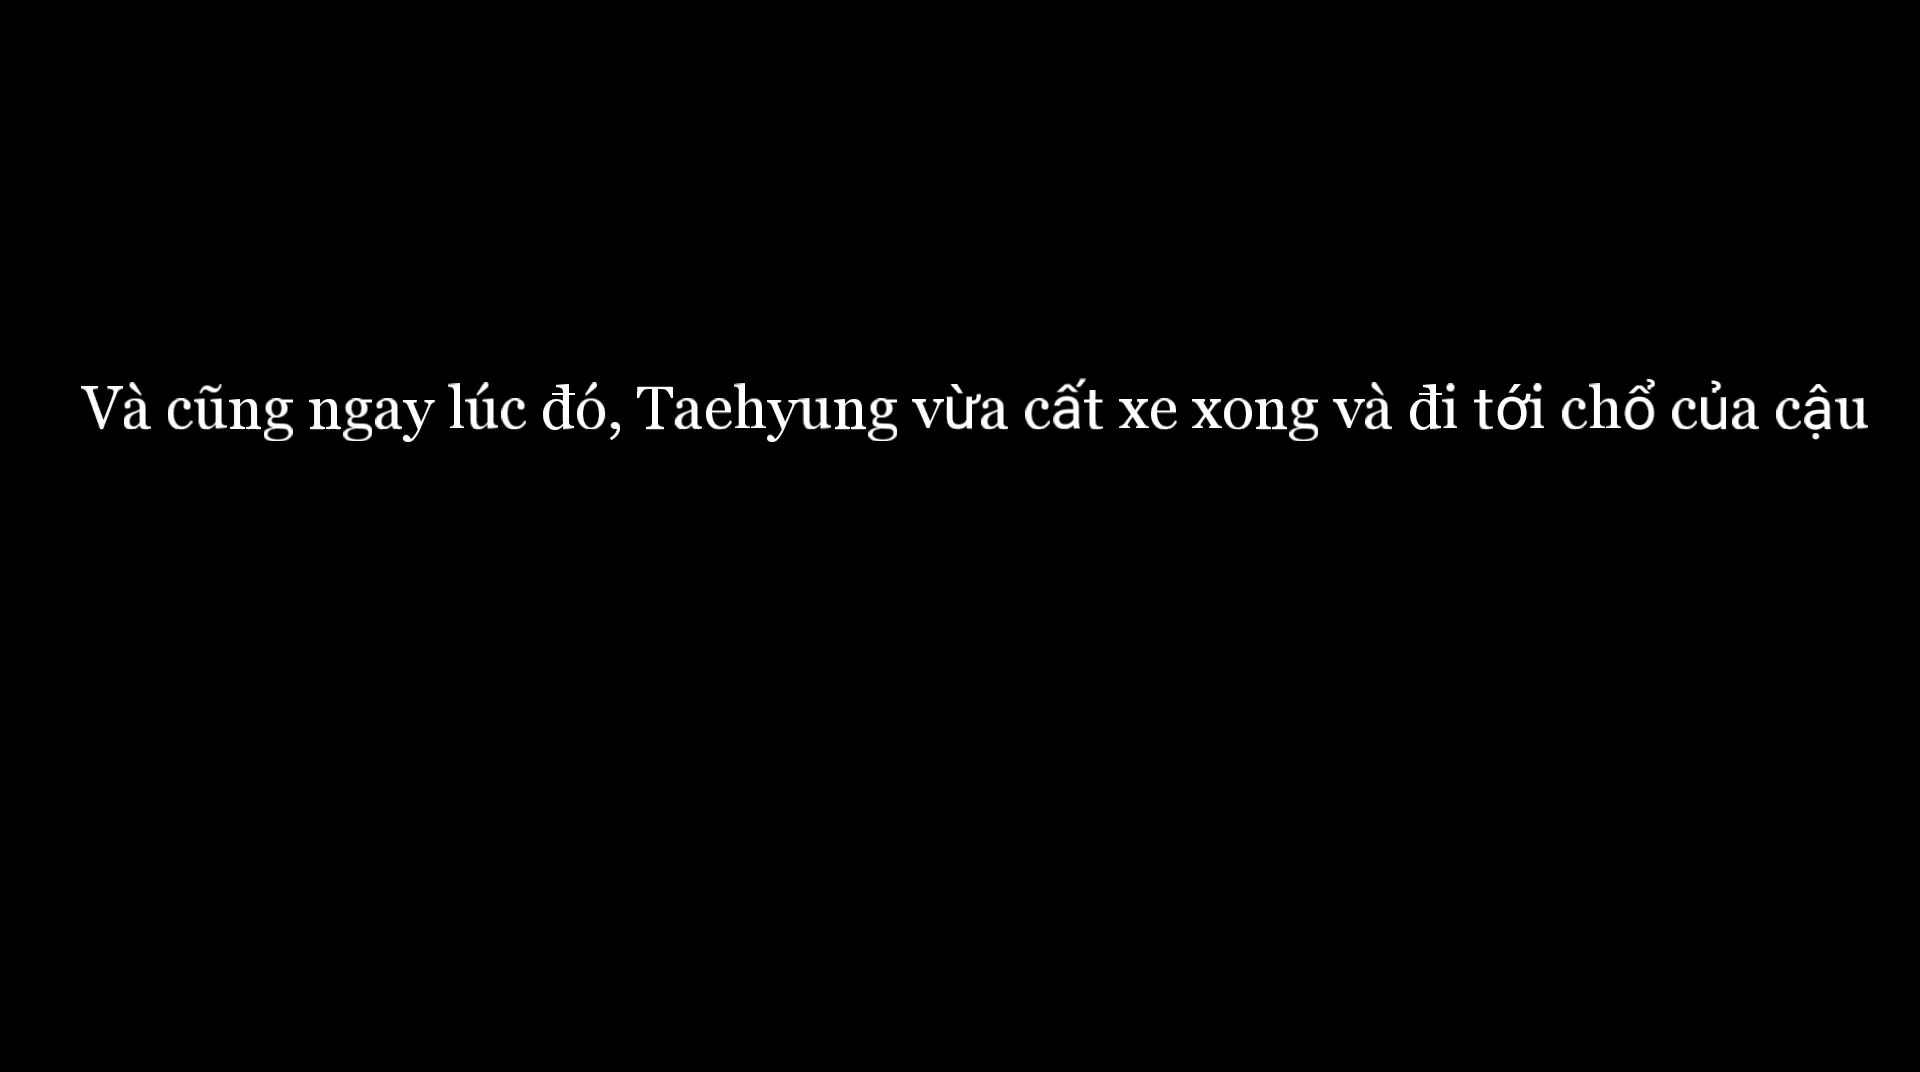 Và cũng ngay lúc đó, Taehyung vừa cất xe xong và đi tới chổ của cậu